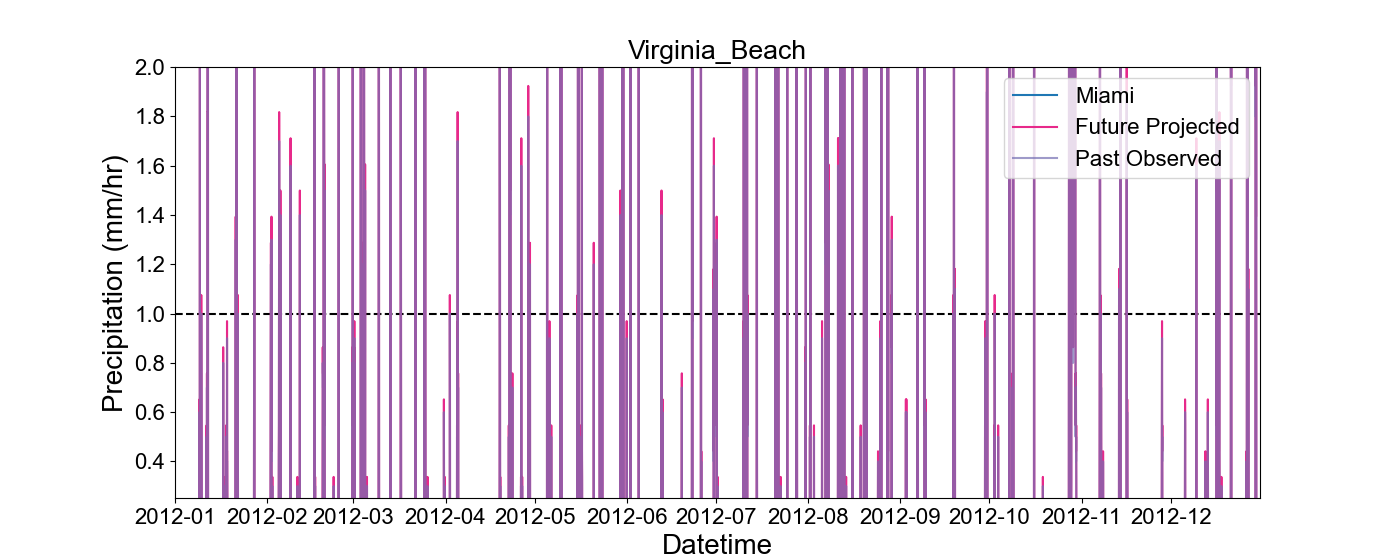 Virginia_Beach
Precipitation (mm/hr)
2.0
1.8
1.6
1.4
1.2
1.0
0.8
0.6
0.4
Miami
Future Projected
Past Observed
2012-01 2012-02 2012-03 2012-04 2012-05 2012-06 2012-07 2012-08 2012-09 2012-10 2012-11 2012-12
Datetime